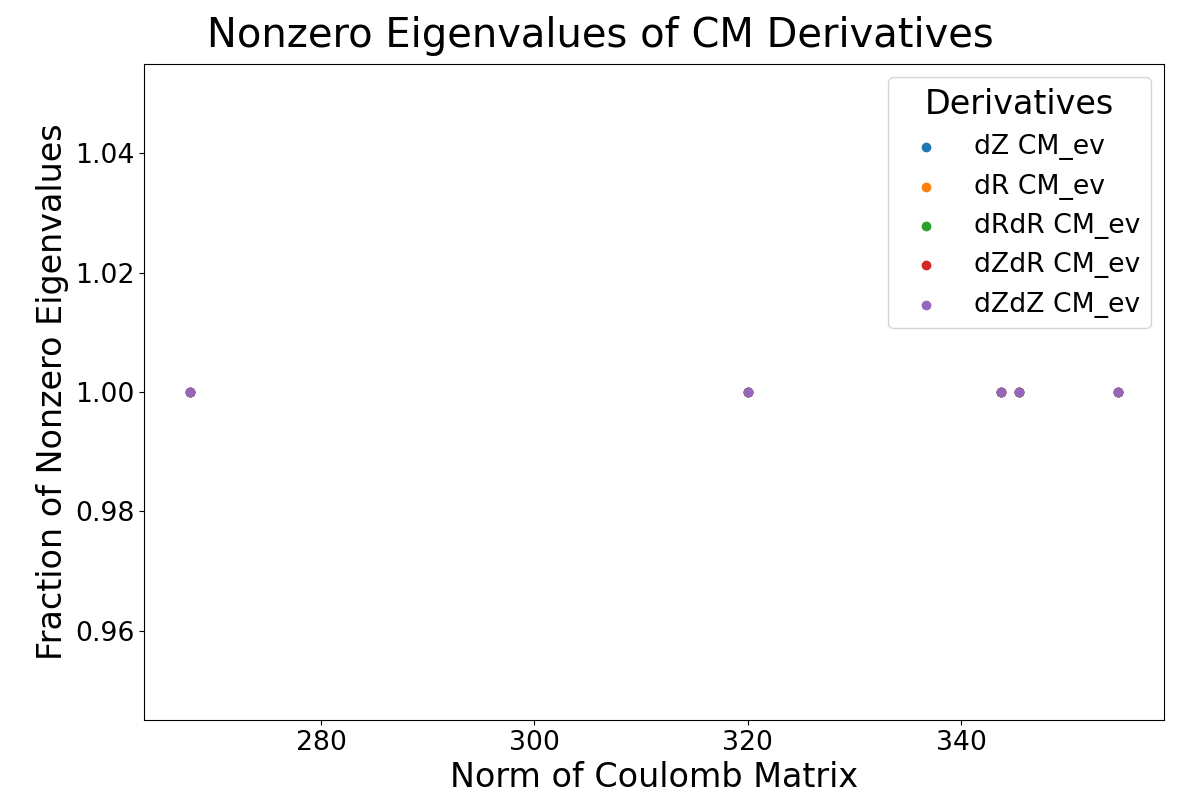 Nonzero Eigenvalues of CM Derivatives
Fraction of Nonzero Eigenvalues
1.04
1.02
1.00
0.98
0.96
Derivatives
dZ CM_ev
dR CM_ev
dRdR CM_ev
dZdR CM_ev
dZdZ CM_ev
280 300 320 340
Norm of Coulomb Matrix